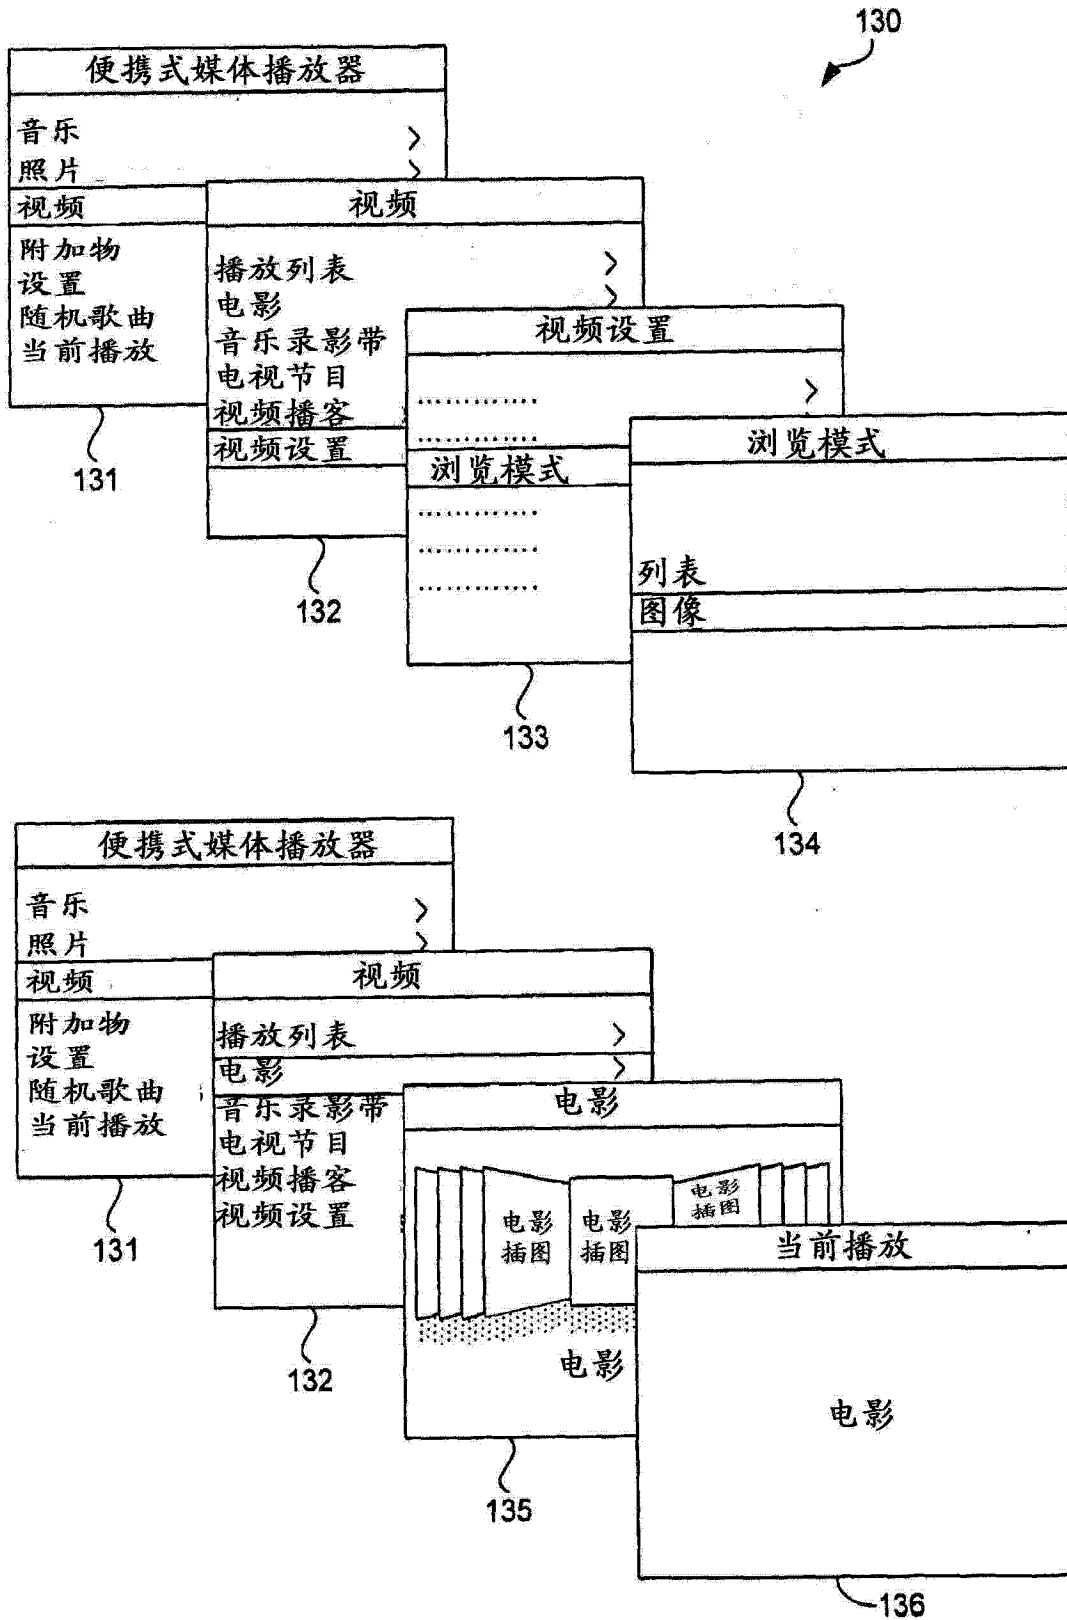 130
便携式媒体播放器
音乐
照片
视频
附加物
设置
随机歌曲
当前播放
131
视频
播放列表
电影
音乐录影带
电视节目
视频播客
视频设置
132
视频设置
............
............
浏览模式
............
............
............
133
浏览模式
列表
图像
134
便携式媒体播放器
音乐
照片
视频
附加物
设置
随机歌曲
当前播放
131
视频
播放列表
电影
音乐录影带
电视节目
视频播客
视频设置
132
电影
电影
插图
电影
插图
电影
插图
电影
135
当前播放
电影
136